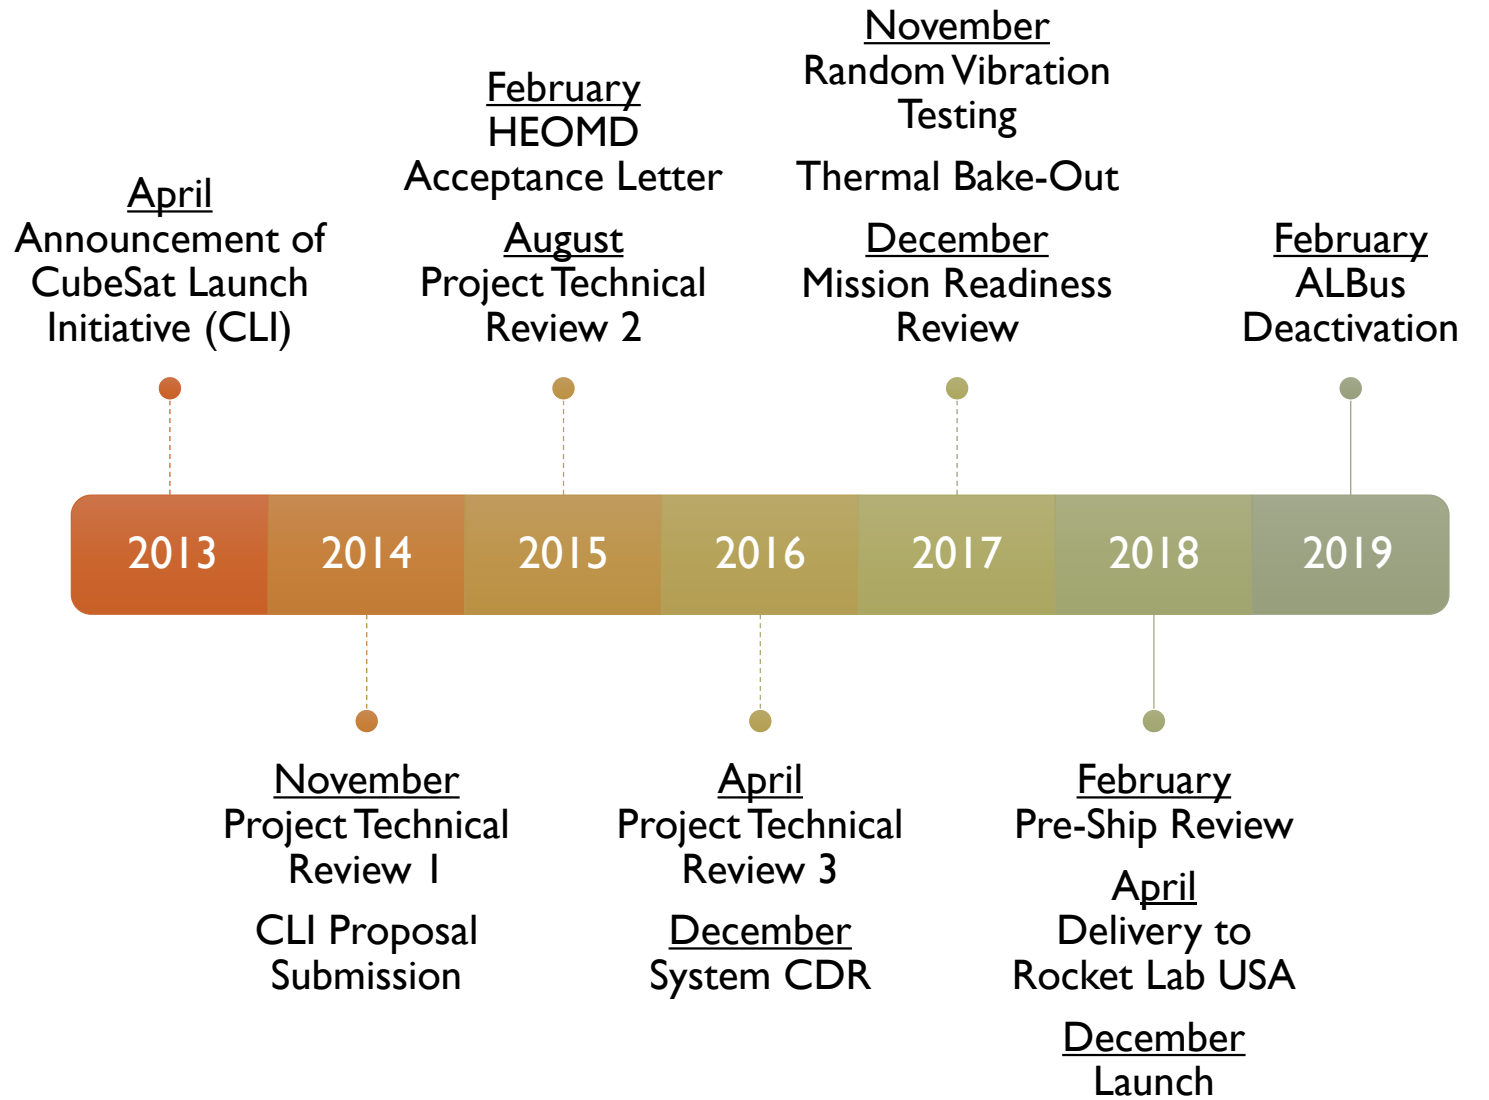 April
Announcement of
CubeSat Launch
Initiative (CLI)
February
HEOMD
Acceptance Letter
August
Project Technical
Review 2
November
Random Vibration
Testing
Thermal Bake-Out
December
Mission Readiness
Review
February
ALBus
Deactivation
2013 2014 2015 2016 2017 2018 2019
November
Project Technical
Review 1
CLI Proposal
Submission
April
Project Technical
Review 3
December
System CDR
February
Pre-Ship Review
April
Delivery to
Rocket Lab USA
December
Launch